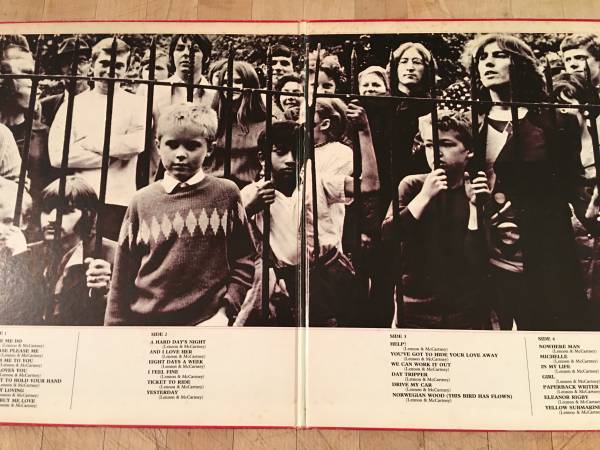 SIDE 2
A HARD DAY'S NIGHT
(Lennon & McCartney)
AND I LOVE HER
(Lennon & McCartney)
EIGHT DAYS A WEEK
(Lennon & McCartney)
I FEEL FINE
(Lennon & McCartney)
TICKET TO RIDE
(Lennon & McCartney)
YESTERDAY
(Lennon & McCartney)
SIDE 3
HELP!
(Lennon & McCartney)
YOU'VE GOT TO HIDE YOUR LOVE AWAY
(Lennon & McCartney)
WE CAN WORK IT OUT
(Lennon & McCartney)
DAY TRIPPER
(Lennon & McCartney)
DRIVE MY CAR
(Lennon & McCartney)
NORWEGIAN WOOD (THIS BIRD HAS FLOWN)
(Lennon & McCartney)
SIDE 4
NOWHERE MAN
(Lennon & McCartney)
MICHELLE
(Lennon & McCartney)
IN MY LIFE
(Lennon & McCartney)
GIRL
(Lennon & McCartney)
PAPERBACK WRITER
(Lennon & McCartney)
ELEANOR RIGBY
(Lennon & McCartney)
YELLOW SUBMARINE
(Lennon & McCartney)
E ME DO
(Lennon & McCartney)
SE PLEASE ME
(Lennon & McCartney)
M ME TO YOU
(Lennon & McCartney)
LOVES YOU
(Lennon & McCartney)
T TO HOLD YOUR HAND
(Lennon & McCartney)
LOVING
(Lennon & McCartney)
BUY ME LOVE
(Lennon & McCartney)